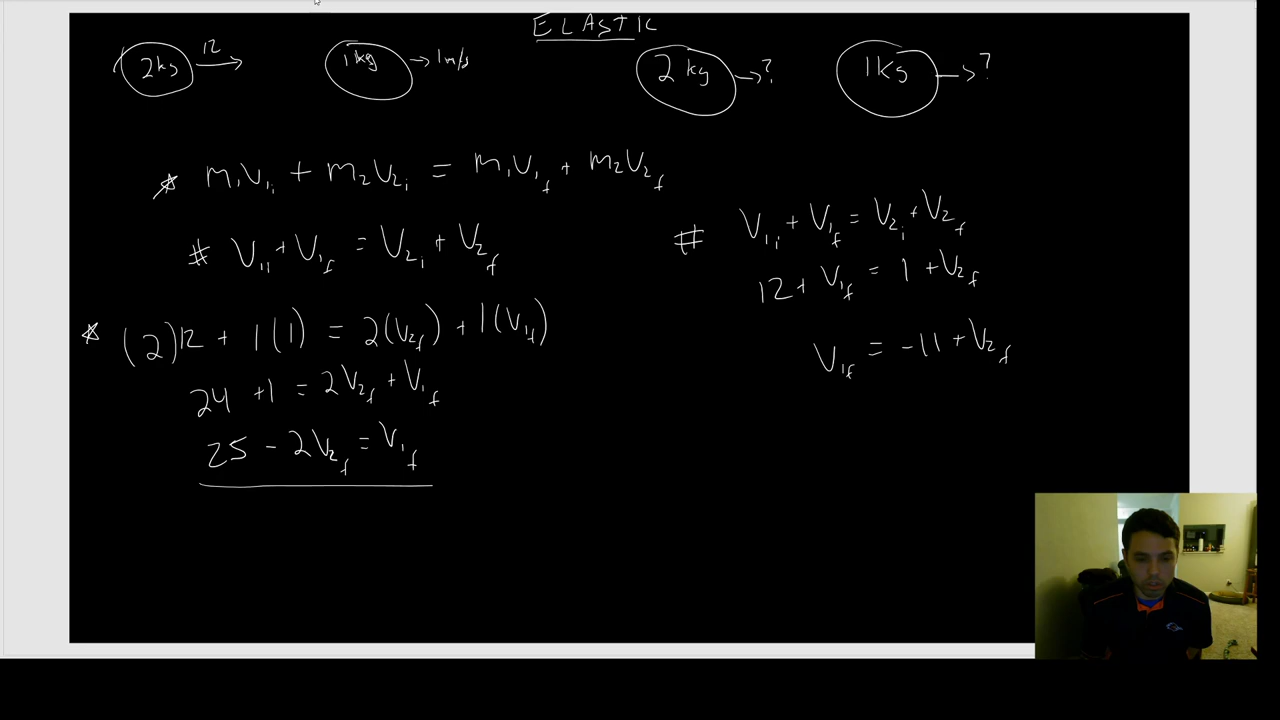 ELASTIC
2kg 12 → 1kg → 1m/s 2kg → ? 1kg → ?
☆ m₁V₁ᵢ + m₂V₂ᵢ = m₁V₁f + m₂V₂f
# V₁ᵢ + V₁f = V₂ᵢ + V₂f
☆ (2)12 + 1(1) = 2(V₂f) + 1(V₁f)
24 + 1 = 2V₂f + V₁f
25 - 2V₂f = V₁f
# V₁ᵢ + V₁f = V₂ᵢ + V₂f
12 + V₁f = 1 + V₂f
V₁f = -11 + V₂f